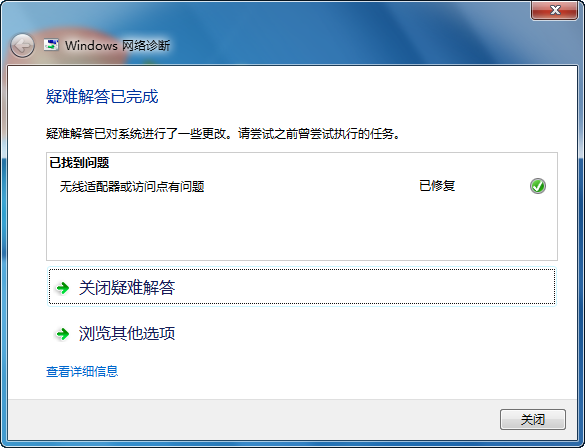 Windows 网络诊断
疑难解答已完成
疑难解答已对系统进行了一些更改。请尝试之前曾尝试执行的任务。
已找到问题
无线适配器或访问点有问题 已修复
关闭疑难解答
浏览其他选项
查看详细信息
关闭